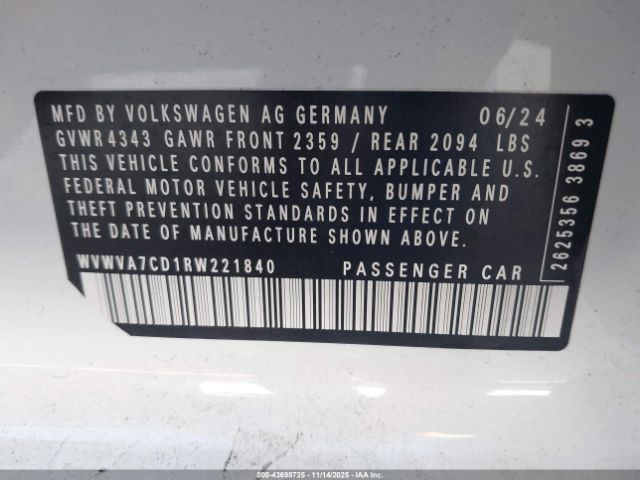 MFD BY VOLKSWAGEN AG GERMANY 06/24
GVWR 4343 GAWR FRONT 2359 / REAR 2094 LBS
THIS VEHICLE CONFORMS TO ALL APPLICABLE U.S.
FEDERAL MOTOR VEHICLE SAFETY, BUMPER AND
THEFT PREVENTION STANDARDS IN EFFECT ON
THE DATE OF MANUFACTURE SHOWN ABOVE.
WVWVA7CD1RW221840 PASSENGER CAR
2625356 3869 3
000-43698725 - 11/14/2025 - IAAI.COM